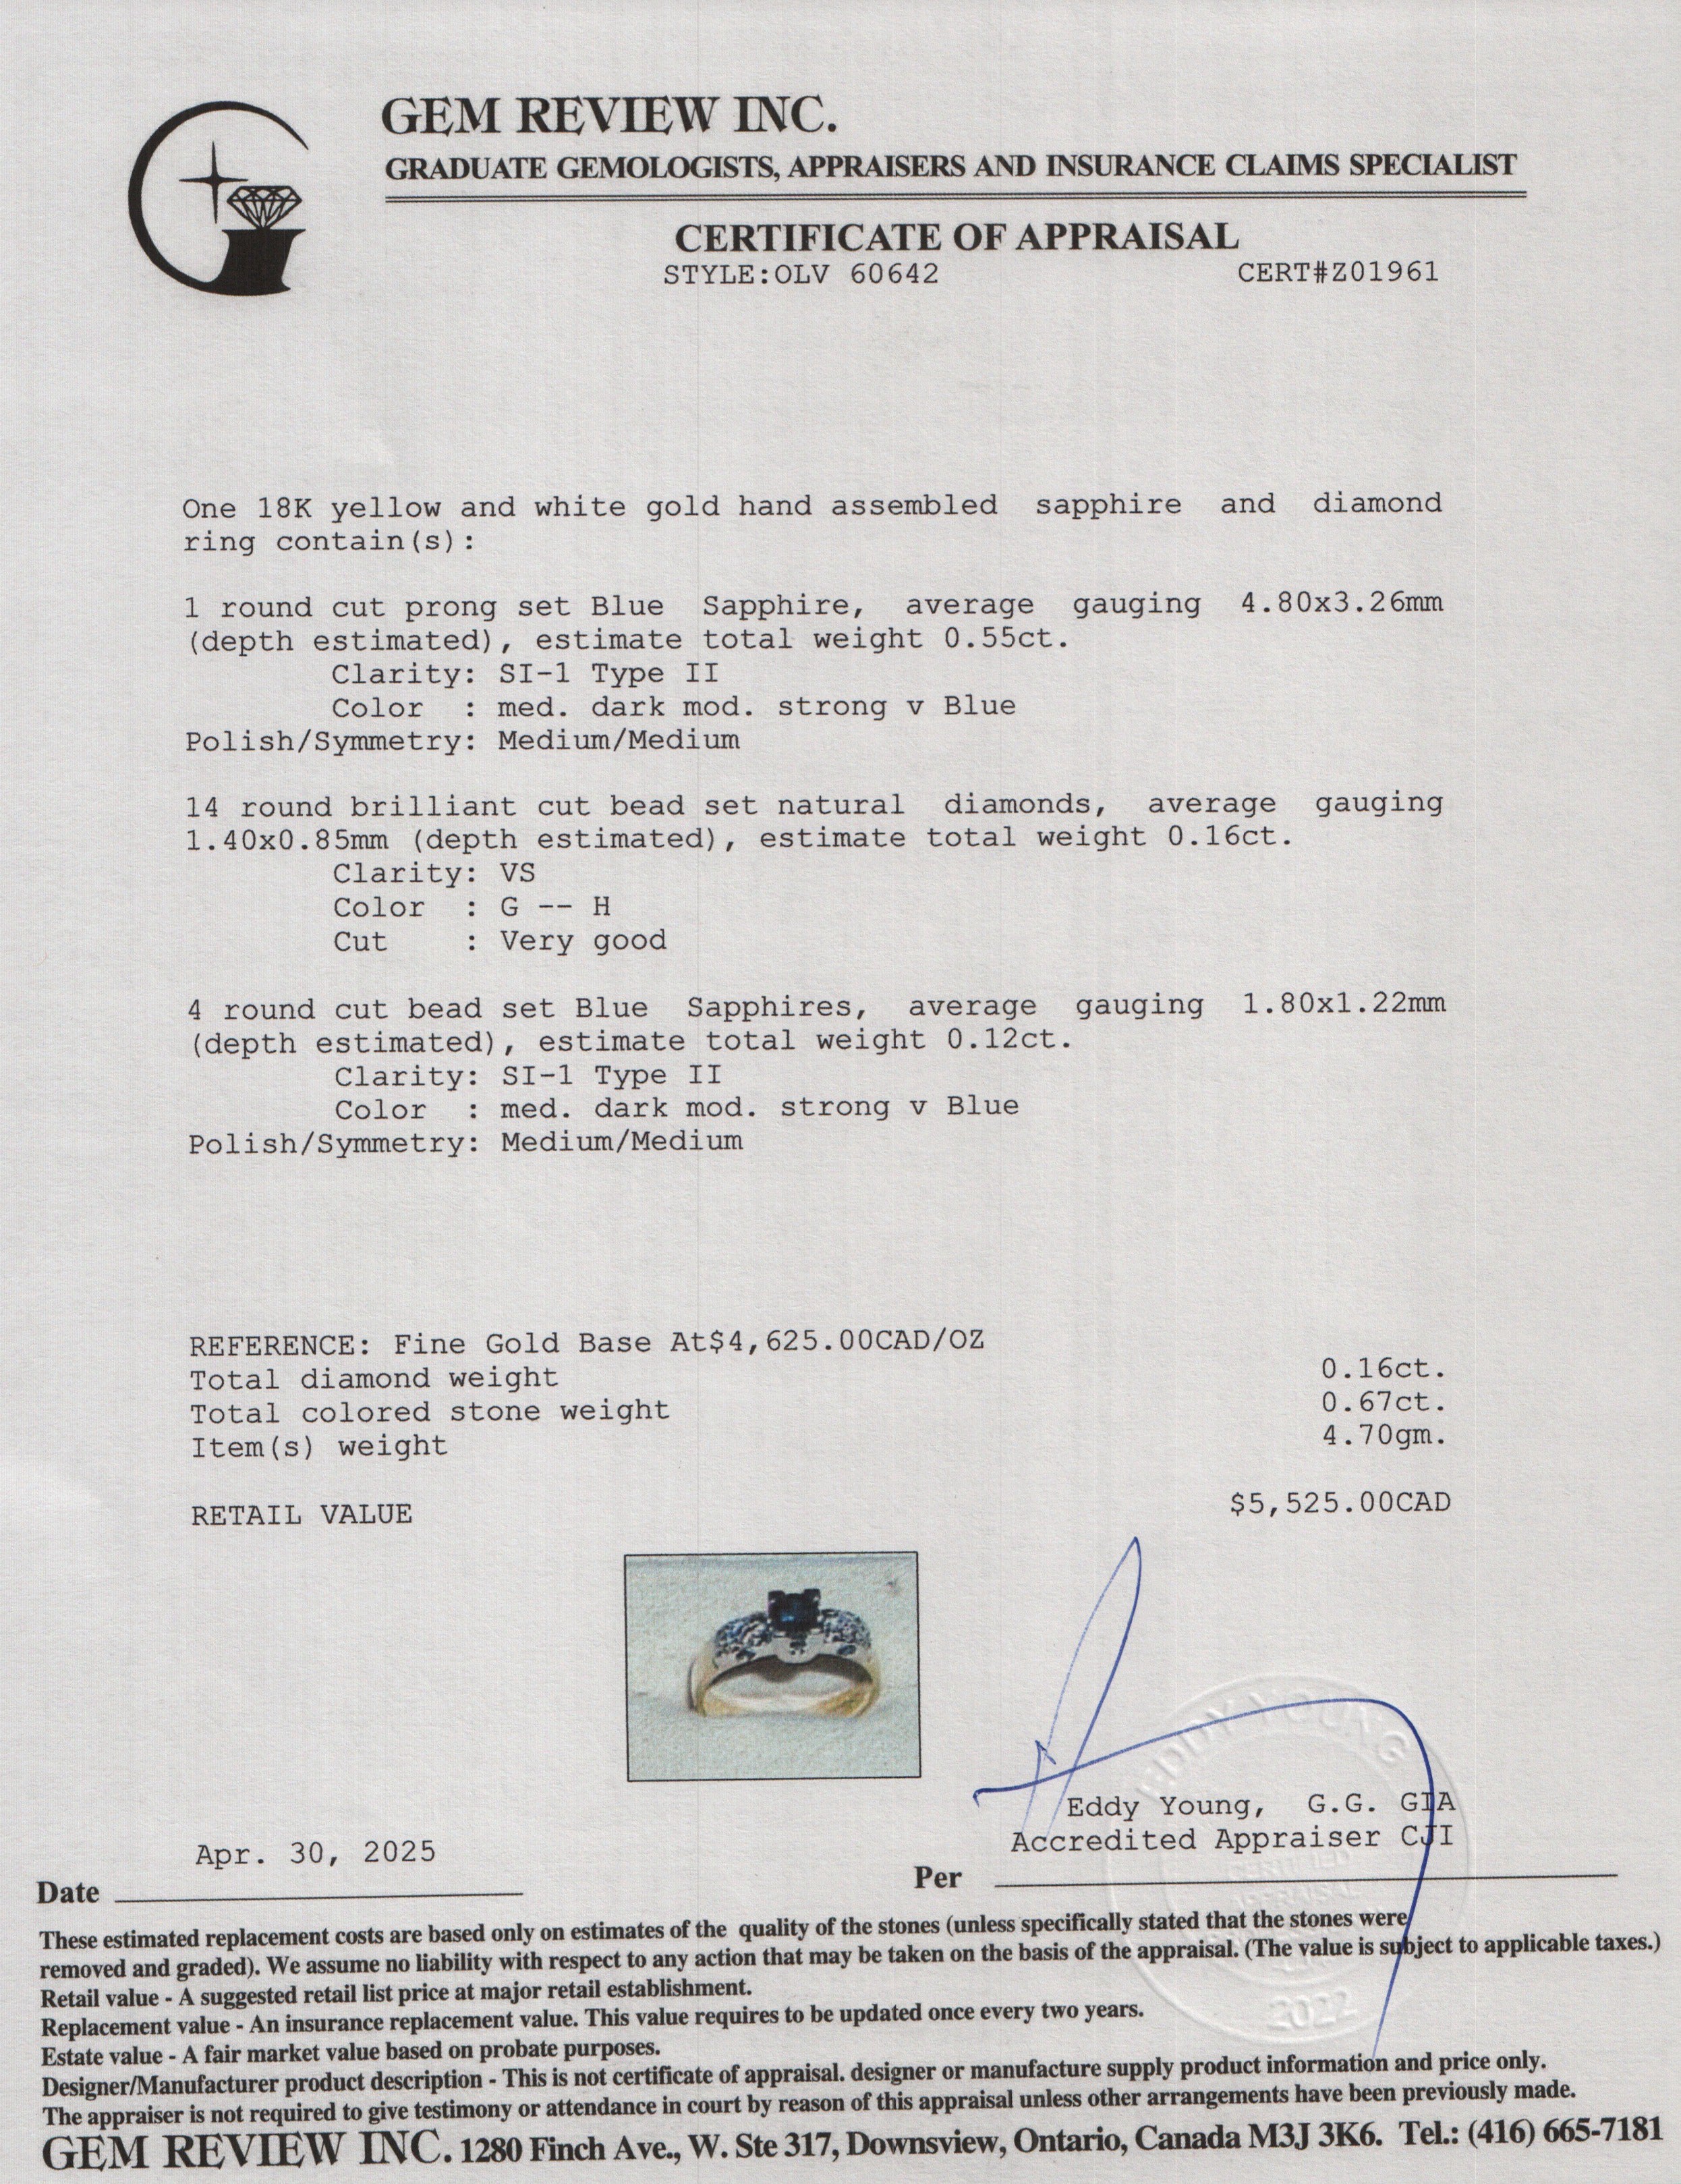 GEM REVIEW INC.
GRADUATE GEMOLOGISTS, APPRAISERS AND INSURANCE CLAIMS SPECIALIST
CERTIFICATE OF APPRAISAL
STYLE:OLV 60642 CERT#Z01961
One 18K yellow and white gold hand assembled sapphire and diamond
ring contain(s):
1 round cut prong set Blue Sapphire, average gauging 4.80x3.26mm
(depth estimated), estimate total weight 0.55ct.
Clarity: SI-1 Type II
Color : med. dark mod. strong v Blue
Polish/Symmetry: Medium/Medium
14 round brilliant cut bead set natural diamonds, average gauging
1.40x0.85mm (depth estimated), estimate total weight 0.16ct.
Clarity: VS
Color : G -- H
Cut : Very good
4 round cut bead set Blue Sapphires, average gauging 1.80x1.22mm
(depth estimated), estimate total weight 0.12ct.
Clarity: SI-1 Type II
Color : med. dark mod. strong v Blue
Polish/Symmetry: Medium/Medium
REFERENCE: Fine Gold Base At$4,625.00CAD/OZ
Total diamond weight 0.16ct.
Total colored stone weight 0.67ct.
Item(s) weight 4.70gm.
RETAIL VALUE $5,525.00CAD
EDDY YOUNG
Eddy Young, G.G. GIA
Accredited Appraiser CJI
Apr. 30, 2025
Date Per
CERTIFIED
APPRAISAL
2022
These estimated replacement costs are based only on estimates of the quality of the stones (unless specifically stated that the stones were
removed and graded). We assume no liability with respect to any action that may be taken on the basis of the appraisal. (The value is subject to applicable taxes.)
Retail value - A suggested retail list price at major retail establishment.
Replacement value - An insurance replacement value. This value requires to be updated once every two years.
Estate value - A fair market value based on probate purposes.
Designer/Manufacturer product description - This is not certificate of appraisal. designer or manufacture supply product information and price only.
The appraiser is not required to give testimony or attendance in court by reason of this appraisal unless other arrangements have been previously made.
GEM REVIEW INC. 1280 Finch Ave., W. Ste 317, Downsview, Ontario, Canada M3J 3K6. Tel.: (416) 665-7181